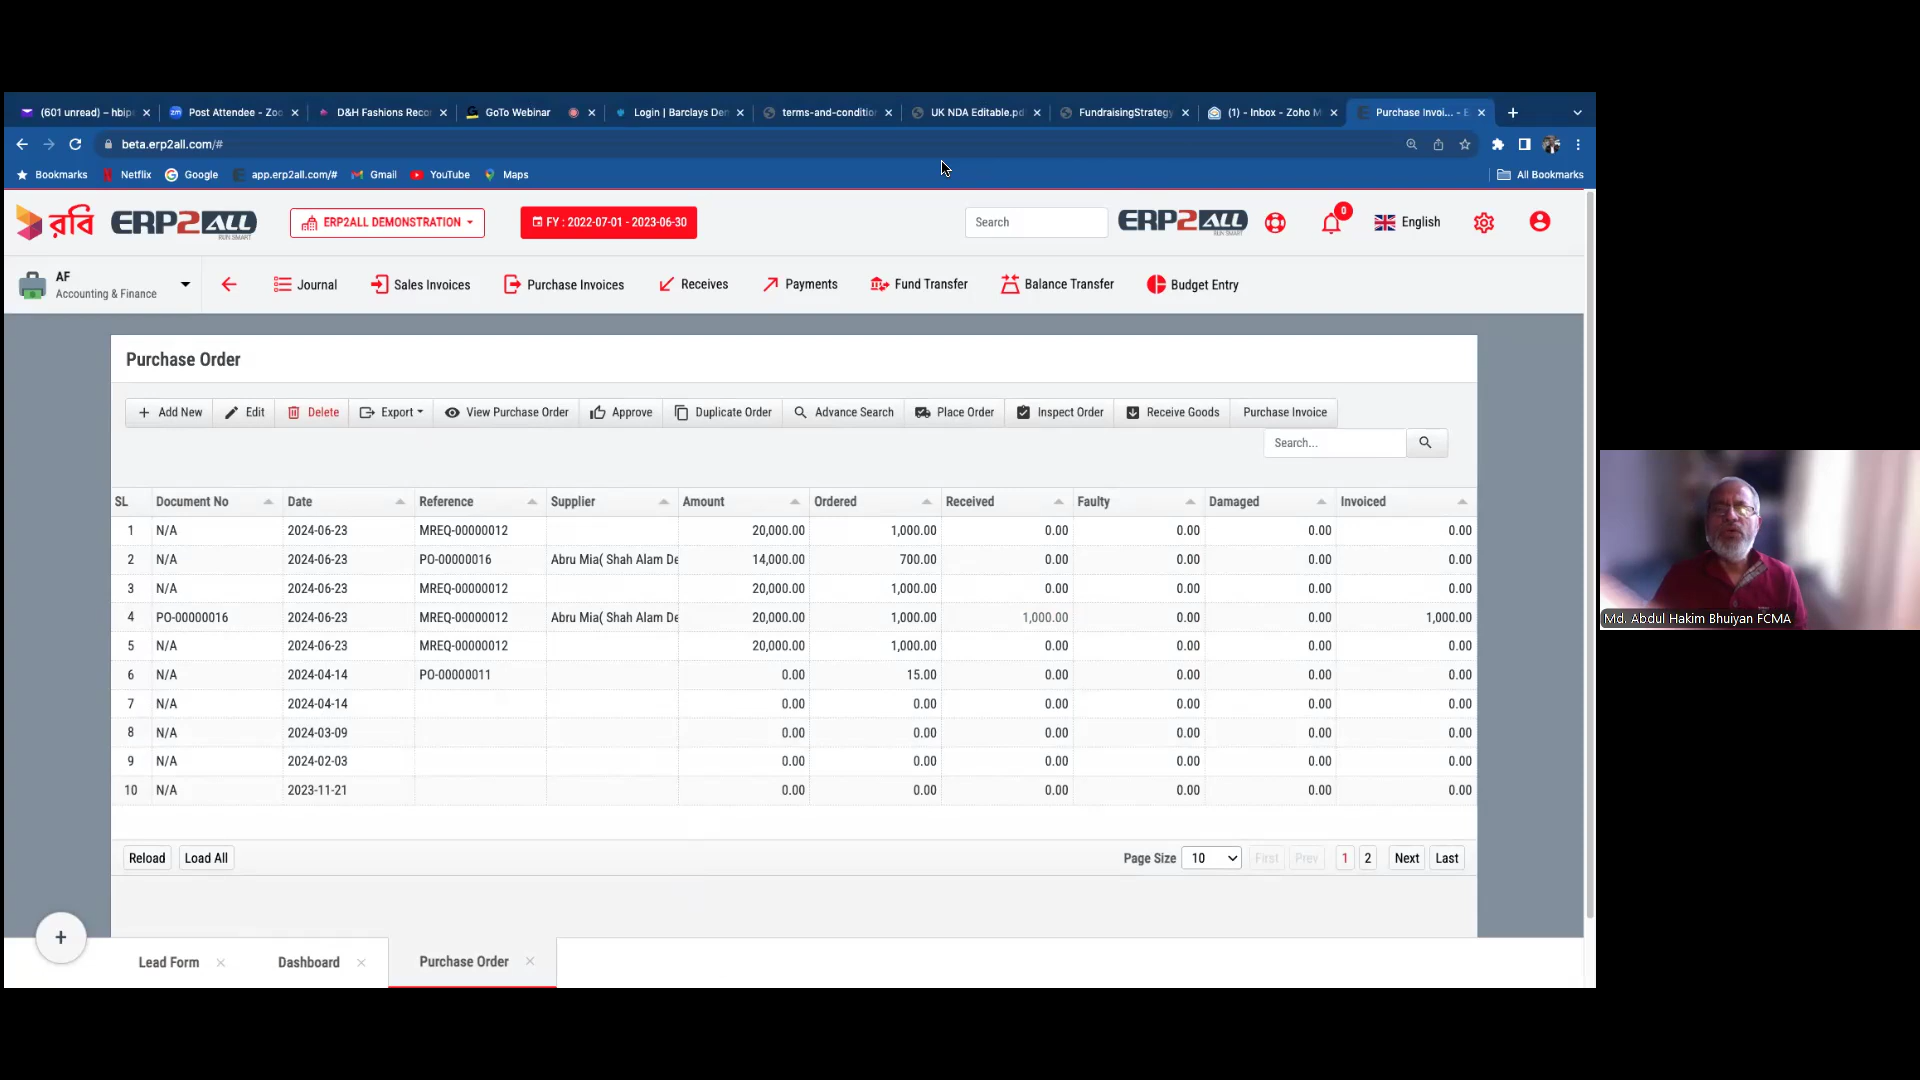 (601 unread) – hbip
Post Attendee - Zoo
D&H Fashions Reco
GoTo Webinar
Login | Barclays De
terms-and-condition
UK NDA Editable.pd
FundraisingStrategy
(1) - Inbox - Zoho M
Purchase Invoi... - E
beta.erp2all.com/#
Bookmarks
Netflix
Google
app.erp2all.com/#
Gmail
YouTube
Maps
All Bookmarks
রবি
ERP2ALL
RUN SMART
ERP2ALL DEMONSTRATION
FY : 2022-07-01 - 2023-06-30
Search
ERP2ALL
RUN SMART
0
English
AF
Accounting & Finance
Journal
Sales Invoices
Purchase Invoices
Receives
Payments
Fund Transfer
Balance Transfer
Budget Entry
Purchase Order
Add New
Edit
Delete
Export
View Purchase Order
Approve
Duplicate Order
Advance Search
Place Order
Inspect Order
Receive Goods
Purchase Invoice
Search...
SL Document No Date Reference Supplier Amount Ordered Received Faulty Damaged Invoiced
1 N/A 2024-06-23 MREQ-00000012 20,000.00 1,000.00 0.00 0.00 0.00 0.00
2 N/A 2024-06-23 PO-00000016 Abru Mia( Shah Alam De 14,000.00 700.00 0.00 0.00 0.00 0.00
3 N/A 2024-06-23 MREQ-00000012 20,000.00 1,000.00 0.00 0.00 0.00 0.00
4 PO-00000016 2024-06-23 MREQ-00000012 Abru Mia( Shah Alam De 20,000.00 1,000.00 1,000.00 0.00 0.00 1,000.00
5 N/A 2024-06-23 MREQ-00000012 20,000.00 1,000.00 0.00 0.00 0.00 0.00
6 N/A 2024-04-14 PO-00000011 0.00 15.00 0.00 0.00 0.00 0.00
7 N/A 2024-04-14 0.00 0.00 0.00 0.00 0.00 0.00
8 N/A 2024-03-09 0.00 0.00 0.00 0.00 0.00 0.00
9 N/A 2024-02-03 0.00 0.00 0.00 0.00 0.00 0.00
10 N/A 2023-11-21 0.00 0.00 0.00 0.00 0.00 0.00
Reload
Load All
Page Size 10 First Prev 1 2 Next Last
+
Lead Form
Dashboard
Purchase Order
Md. Abdul Hakim Bhuiyan FCMA